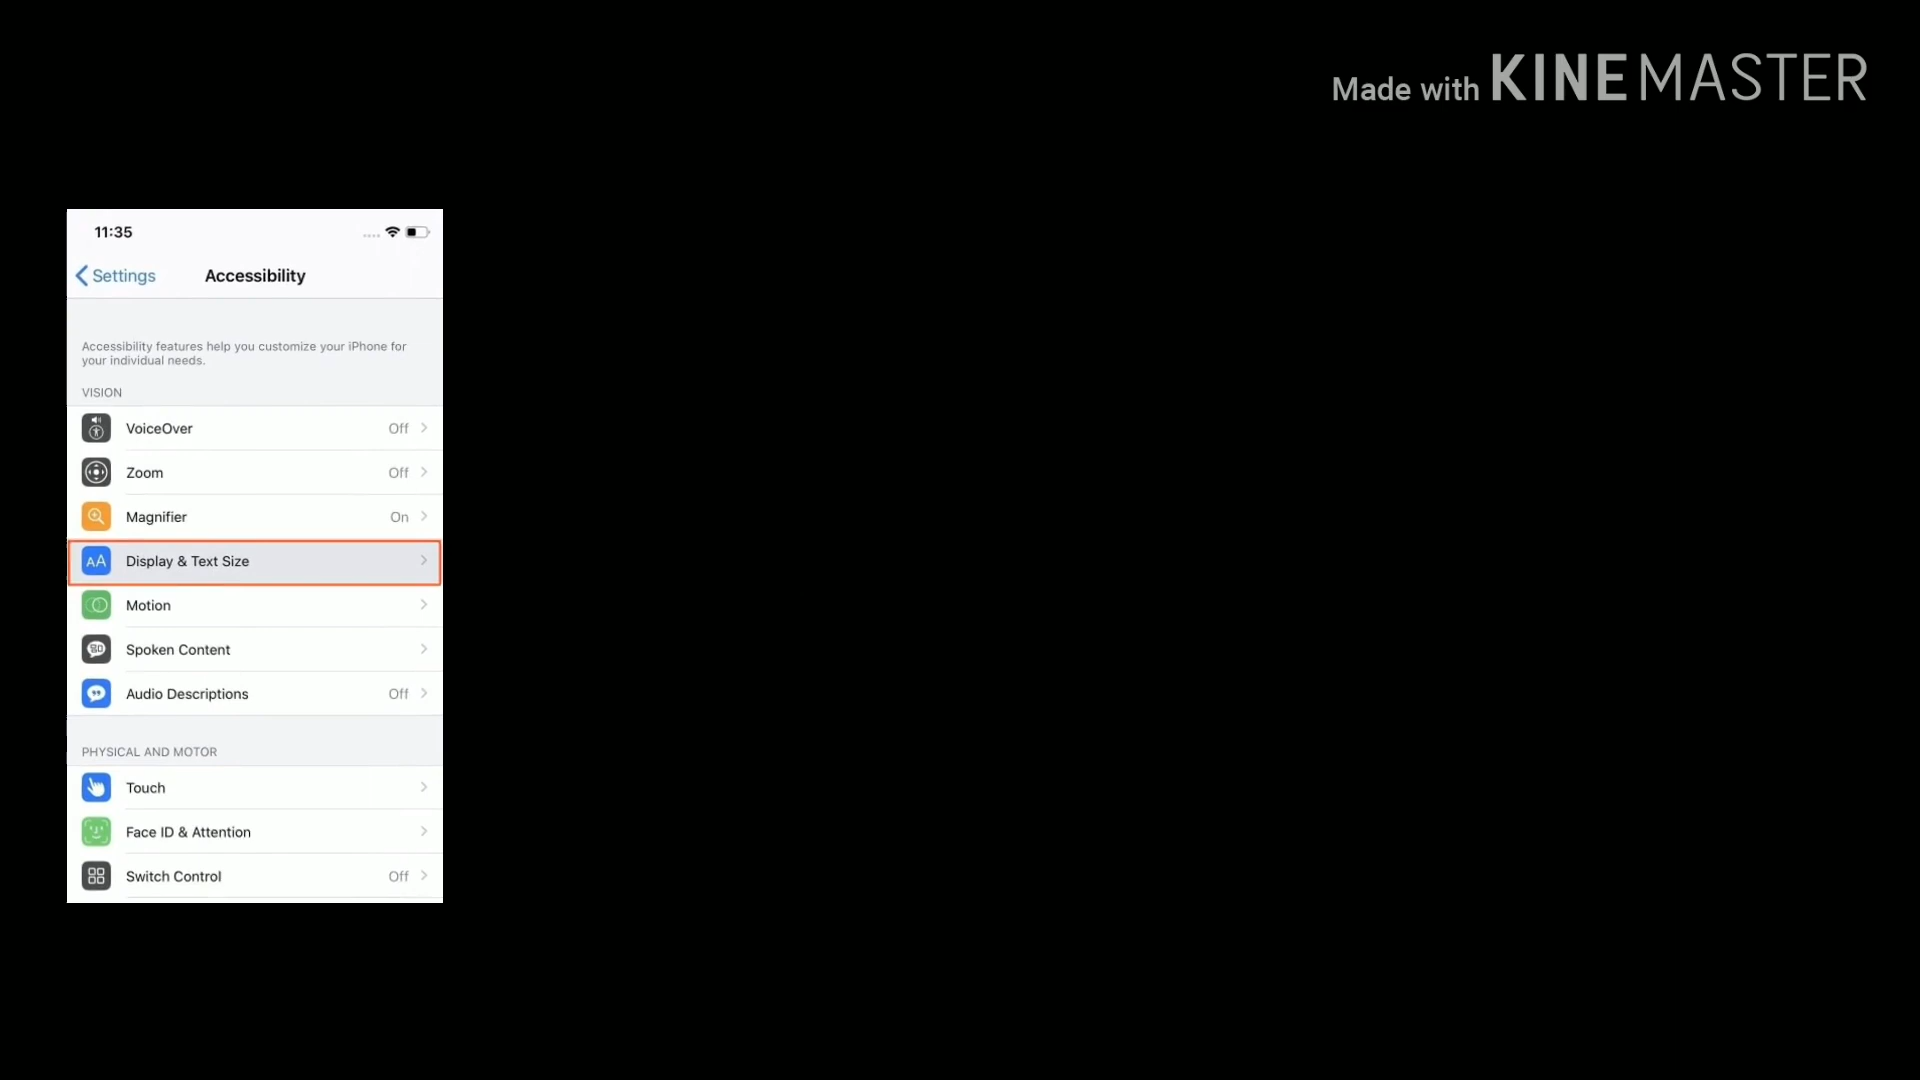 Made with KINEMASTER
11:35
Settings
Accessibility
Accessibility features help you customize your iPhone for
your individual needs.
VISION
VoiceOver Off
Zoom Off
Magnifier On
AA Display & Text Size
Motion
Spoken Content
Audio Descriptions Off
PHYSICAL AND MOTOR
Touch
Face ID & Attention
Switch Control Off